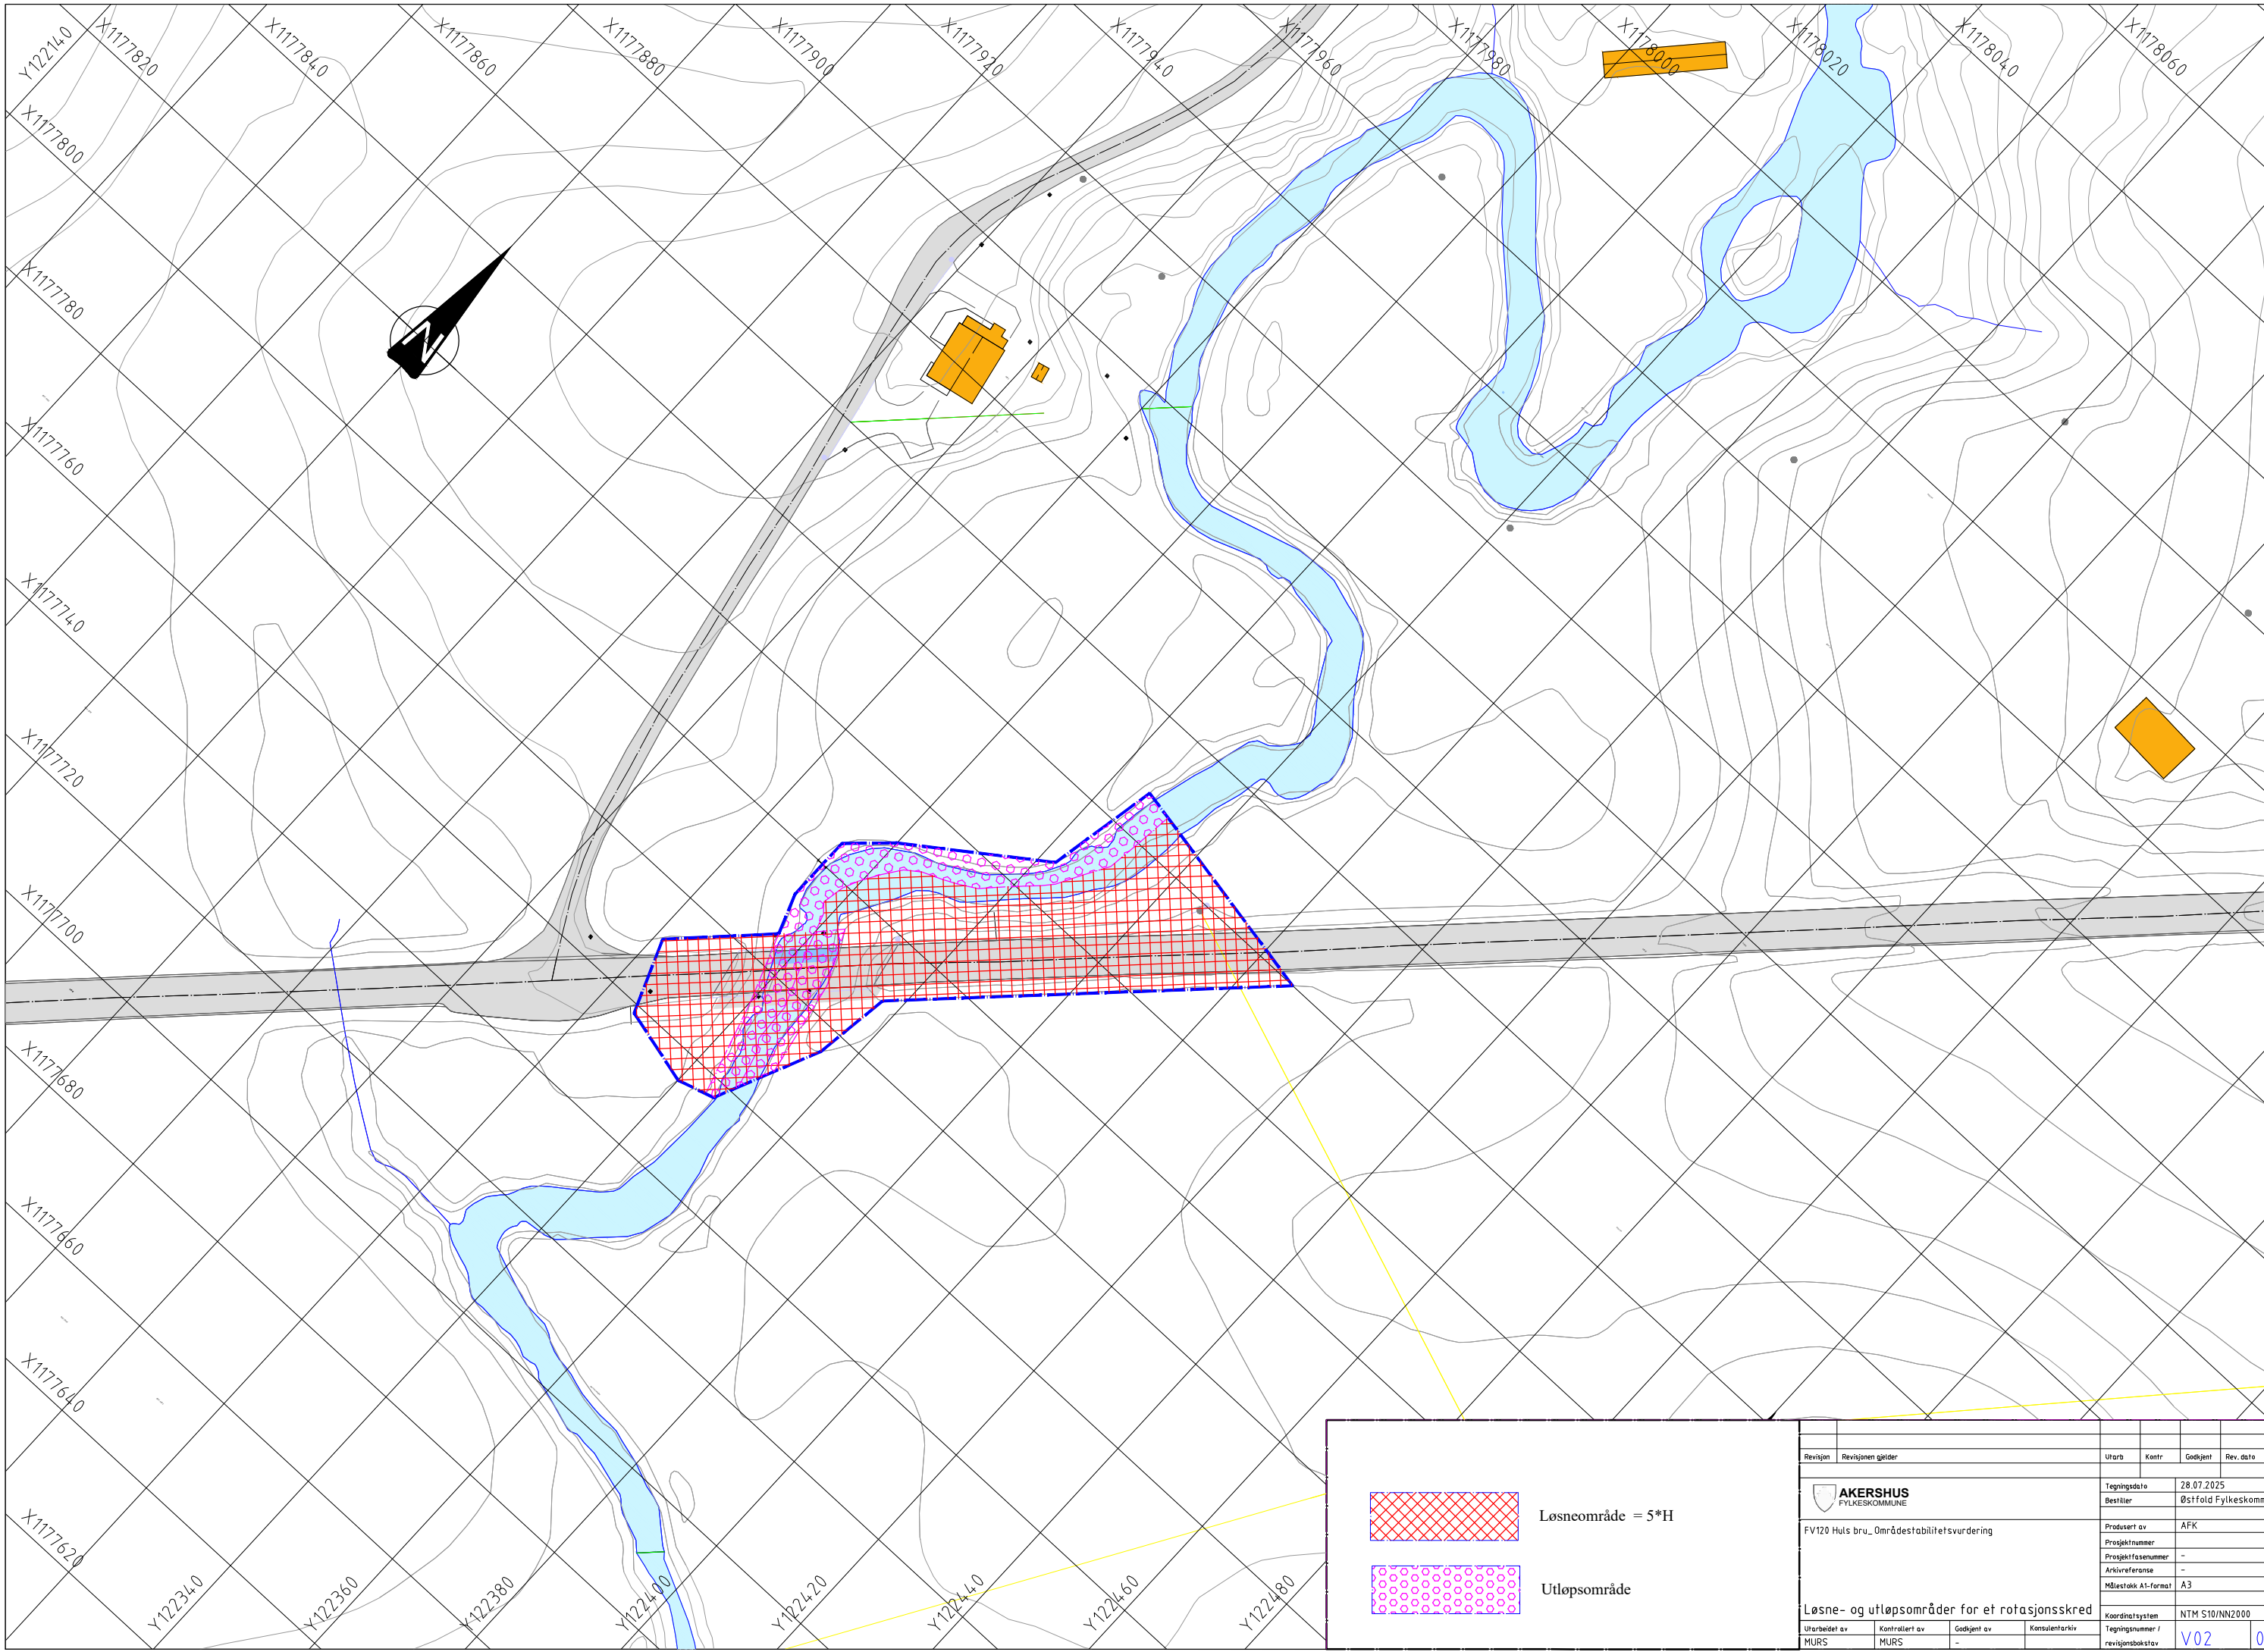 Y122140
X1177820
X1177840
X1177860
X1177880
X1177900
X1177920
X1177940
X1177960
X1177980
X1178000
X1178020
X1178040
X1178060
X1177800
X1177780
X1177760
X1177740
X1177720
X1177700
X1177680
X1177660
X1177640
X1177620
N
Y122340
Y122360
Y122380
Y122400
Y122420
Y122440
Y122460
Y122480
Løsneområde = 5*H
Utløpsområde
Revisjon Revisjonen gjelder Utarb Kontr Godkjent Rev. dato
AKERSHUS
FYLKESKOMMUNE
Tegningsdato 28.07.2025
Bestiller Østfold Fylkeskomm
FV120 Huls bru_ Områdestabilitetsvurdering
Produsert av AFK
Prosjektnummer
Prosjektfasenummer -
Arkivreferanse -
Målestokk A1-format A3
Løsne- og utløpsområder for et rotasjonsskred
Koordinatsystem NTM S10/NN2000
Utarbeidet av Kontrollert av Godkjent av Konsulentarkiv
MURS MURS -
Tegningsnummer /
revisjonsbokstav V02 0